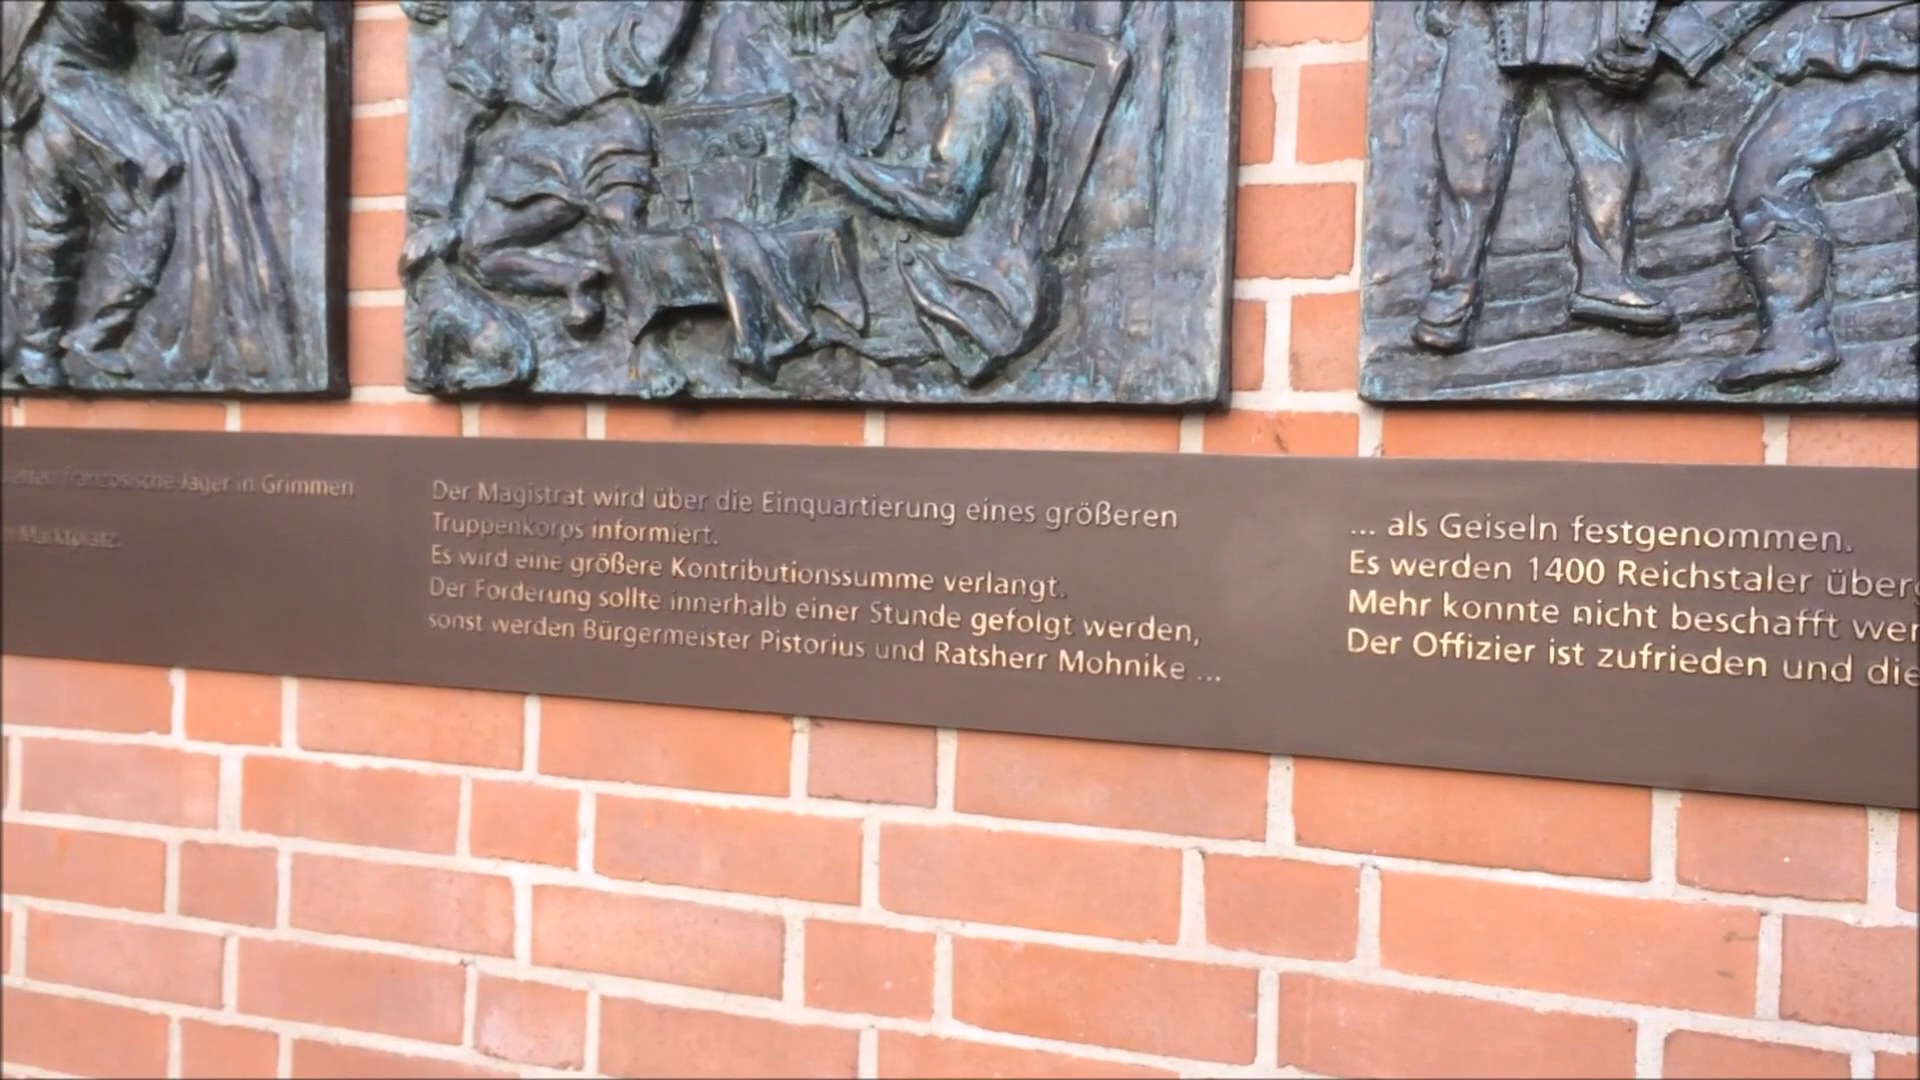 französische Jäger in Grimmen
Marktplatz.
Der Magistrat wird über die Einquartierung eines größeren
Truppenkorps informiert.
Es wird eine größere Kontributionssumme verlangt.
Der Forderung sollte innerhalb einer Stunde gefolgt werden,
sonst werden Bürgermeister Pistorius und Ratsherr Mohnike ...
... als Geiseln festgenommen.
Es werden 1400 Reichstaler
Mehr konnte nicht beschafft
Der Offizier ist zufrieden und die